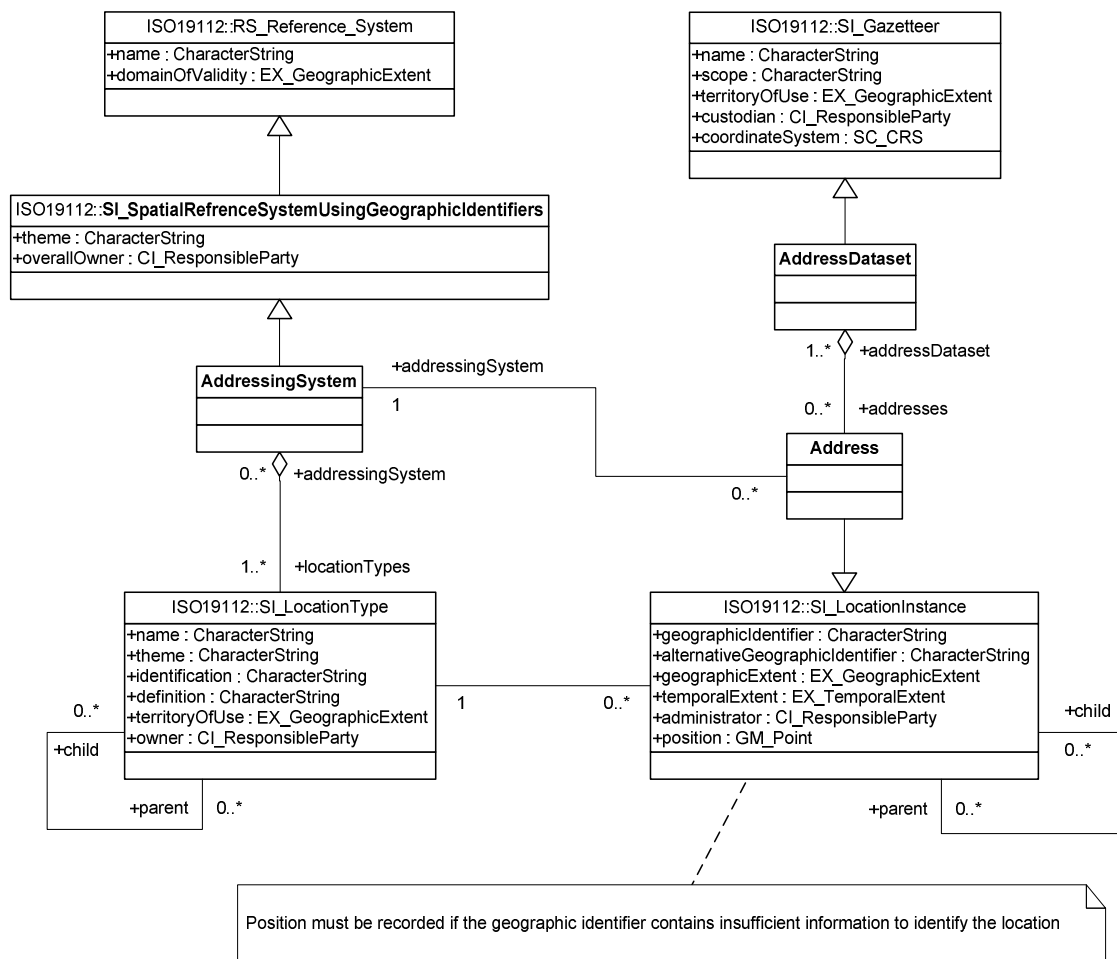 ISO19112::RS_Reference_System
+name : CharacterString
+domainOfValidity : EX_GeographicExtent
ISO19112::SI_Gazetteer
+name : CharacterString
+scope : CharacterString
+territoryOfUse : EX_GeographicExtent
+custodian : CI_ResponsibleParty
+coordinateSystem : SC_CRS
ISO19112::SI_SpatialRefrenceSystemUsingGeographicIdentifiers
+theme : CharacterString
+overallOwner : CI_ResponsibleParty
AddressDataset
1..* +addressDataset
AddressingSystem
+addressingSystem
1
0..* +addresses
Address
0..* +addressingSystem
0..*
1..* +locationTypes
ISO19112::SI_LocationType
+name : CharacterString
+theme : CharacterString
+identification : CharacterString
+definition : CharacterString
+territoryOfUse : EX_GeographicExtent
+owner : CI_ResponsibleParty
ISO19112::SI_LocationInstance
+geographicIdentifier : CharacterString
+alternativeGeographicIdentifier : CharacterString
+geographicExtent : EX_GeographicExtent
+temporalExtent : EX_TemporalExtent
+administrator : CI_ResponsibleParty
+position : GM_Point
1
0..*
0..*
+child
+parent 0..*
+child
0..*
+parent 0..*
Position must be recorded if the geographic identifier contains insufficient information to identify the location